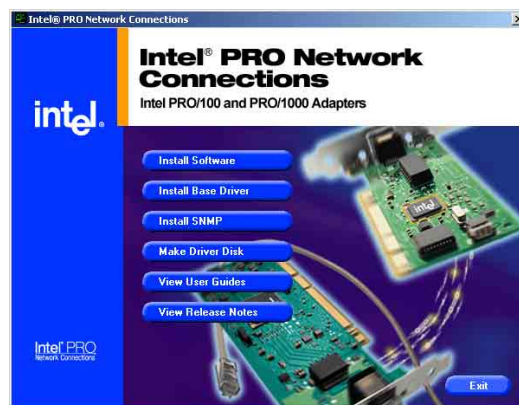 Intel® PRO Network Connections
Intel® PRO Network
Connections
Intel PRO/100 and PRO/1000 Adapters
intel®
Install Software
Install Base Driver
Install SNMP
Make Driver Disk
View User Guides
View Release Notes
intel
Intel® PRO
Network Connections
Exit